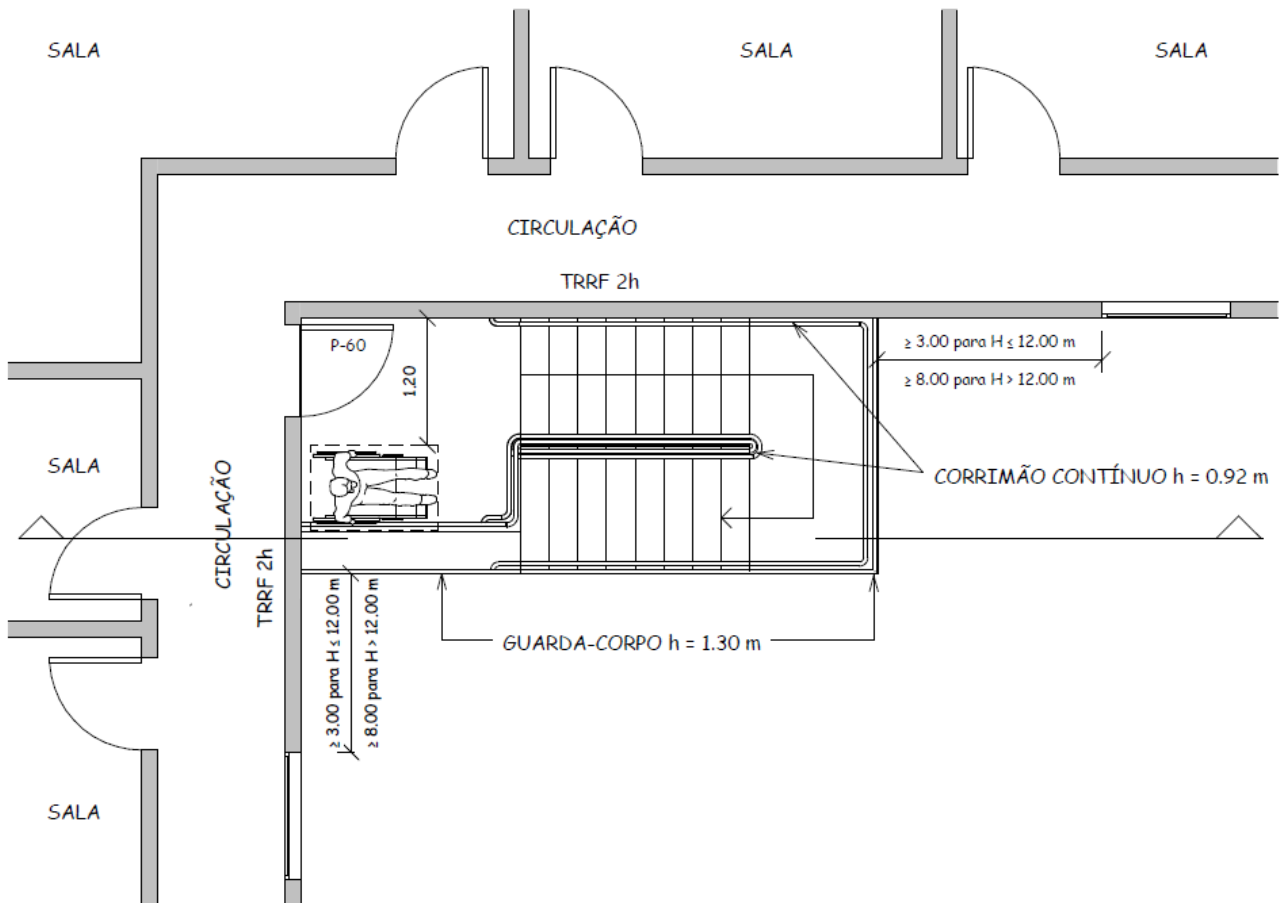 SALA
SALA
SALA
CIRCULAÇÃO
TRRF 2h
P-60
1.20
≥ 3.00 para H ≤ 12.00 m
≥ 8.00 para H > 12.00 m
SALA
CIRCULAÇÃO
TRRF 2h
CORRIMÃO CONTÍNUO h = 0.92 m
≥ 3.00 para H ≤ 12.00 m
≥ 8.00 para H > 12.00 m
GUARDA-CORPO h = 1.30 m
SALA